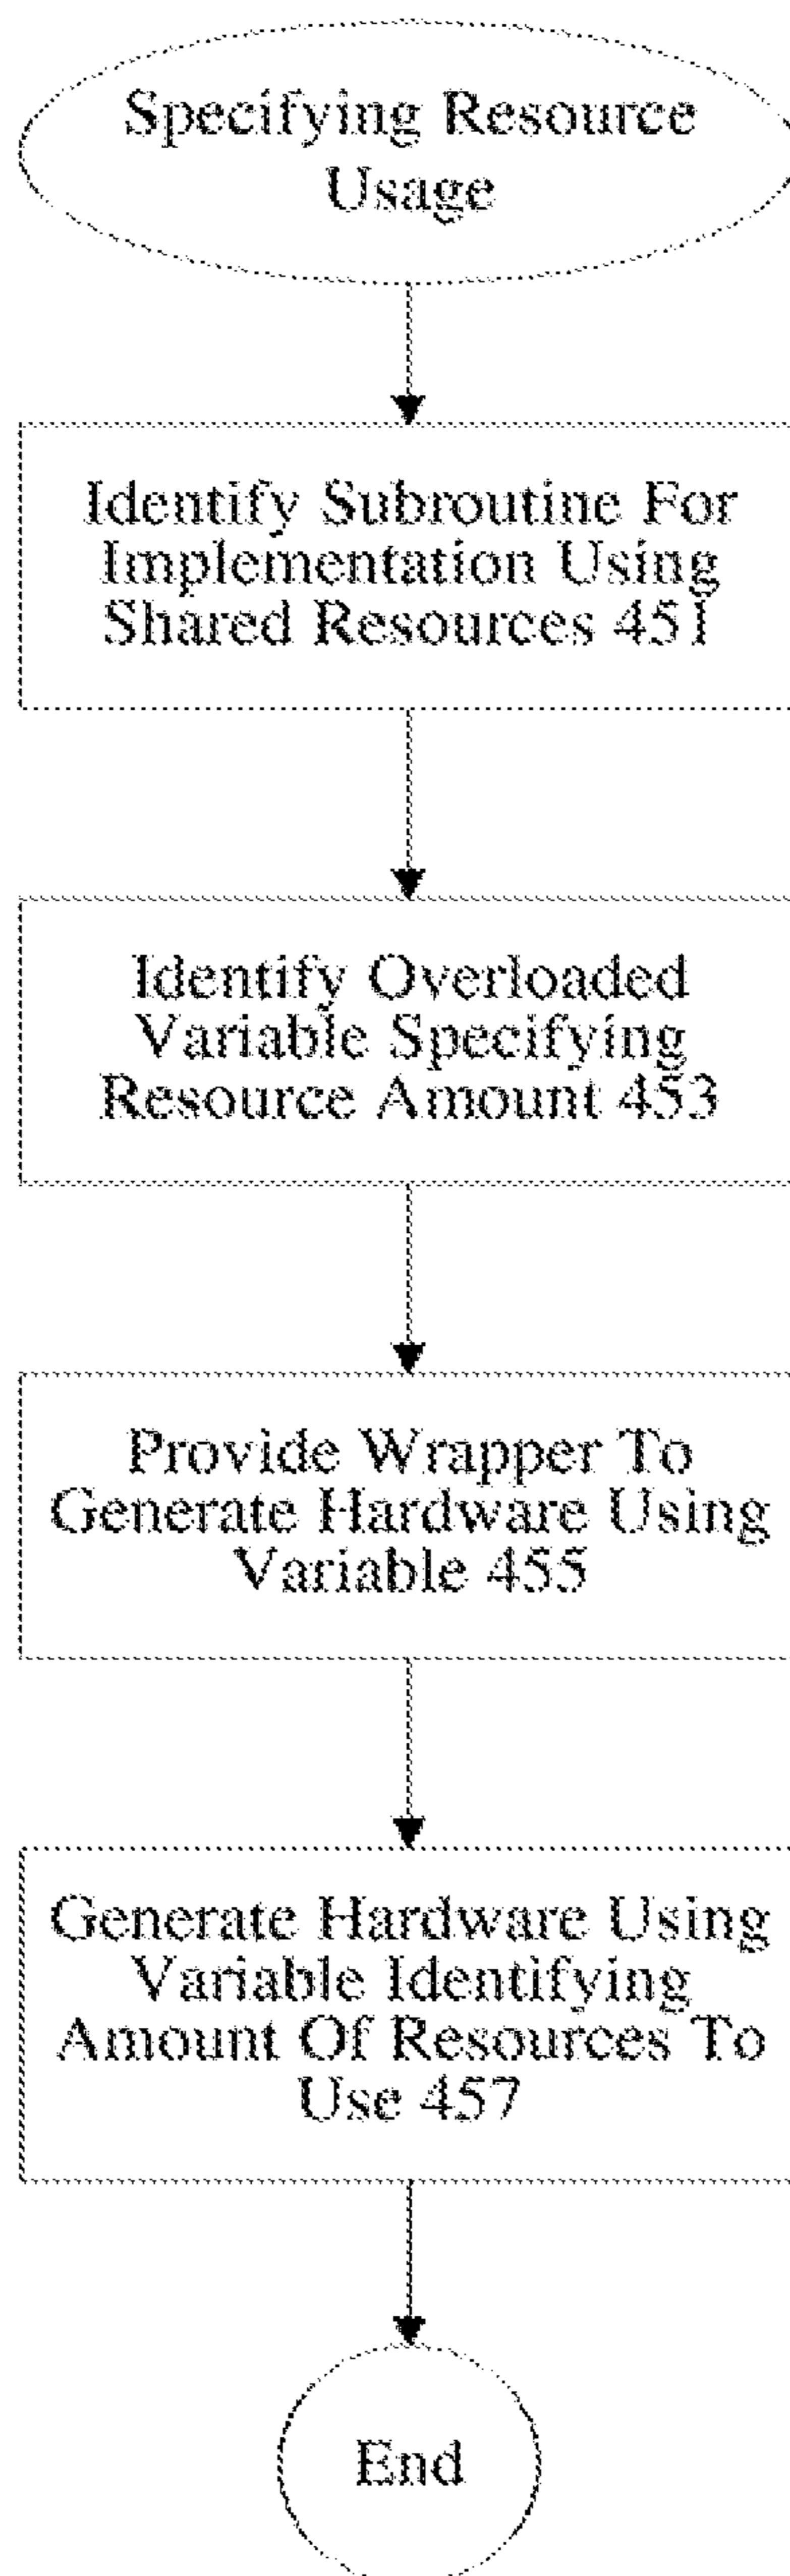 Specifying Resource
Usage
Identify Subroutine For
Implementation Using
Shared Resources 451
Identify Overloaded
Variable Specifying
Resource Amount 453
Provide Wrapper To
Generate Hardware Using
Variable 455
Generate Hardware Using
Variable Identifying
Amount Of Resources To
Use 457
End